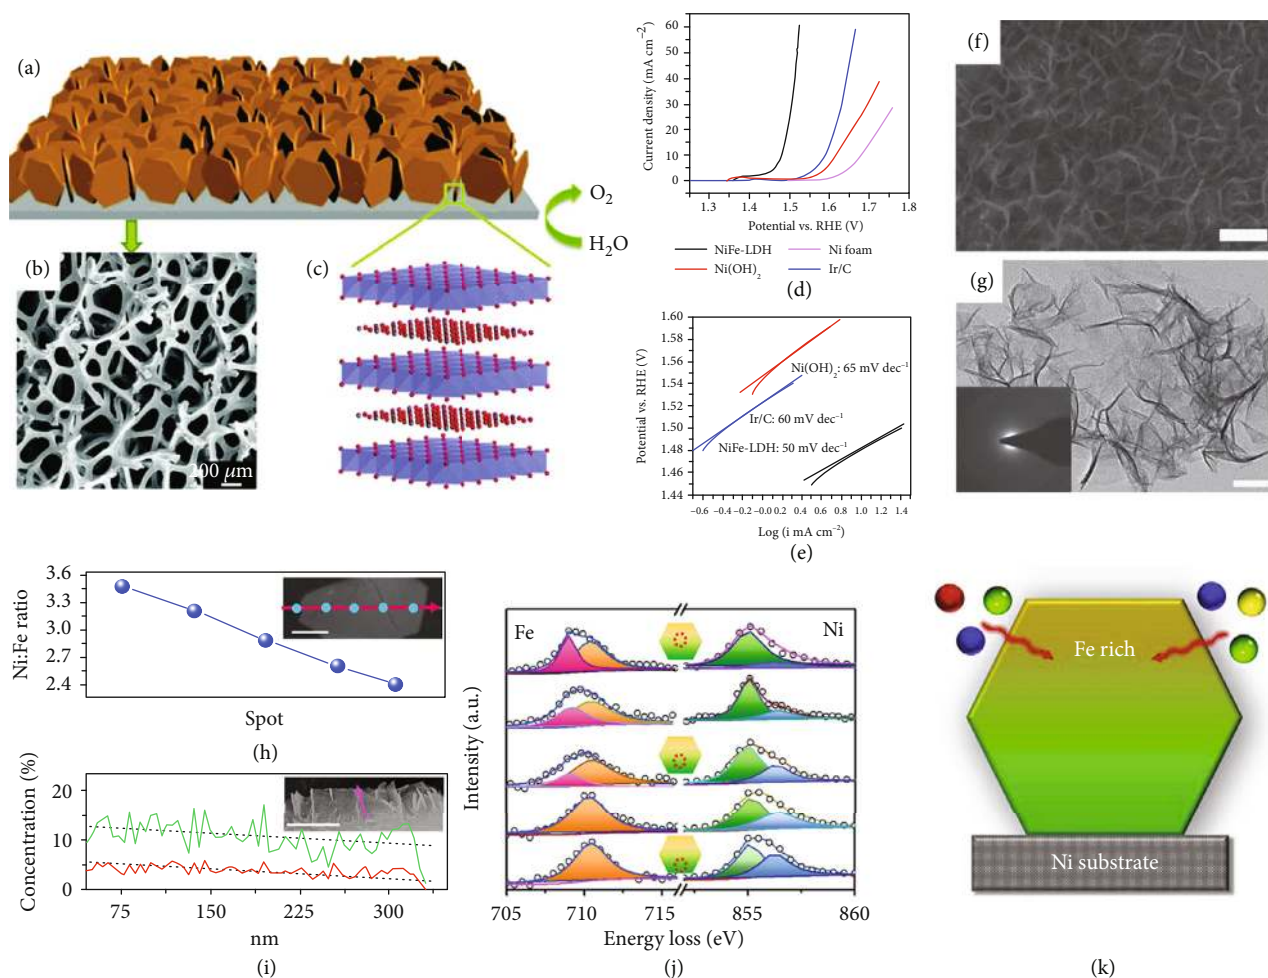 (a)
O₂
H₂O
(b)
200 μm
(c)
Current density (mA cm⁻²)
60
50
40
30
20
10
0
1.3
1.4
1.5
1.6
1.7
1.8
Potential vs. RHE (V)
NiFe-LDH
Ni foam
Ni(OH)₂
Ir/C
(d)
Potential vs. RHE (V)
1.60
1.58
1.54
1.50
1.48
1.44
Ni(OH)₂: 65 mV dec⁻¹
Ir/C: 60 mV dec⁻¹
NiFe-LDH: 50 mV dec⁻¹
−0.6
−0.2
−1.0
−0.0
0.2
0.4
0.6
0.8
1.0
1.2
1.4
Log (i mA cm⁻²)
(e)
(f)
(g)
Ni:Fe ratio
3.6
3.3
3.0
2.7
2.4
Spot
(h)
Concentration (%)
20
10
0
75
150
225
300
nm
(i)
Intensity (a.u.)
Fe
Ni
705
710
715
855
860
Energy loss (eV)
(j)
Fe rich
Ni substrate
(k)